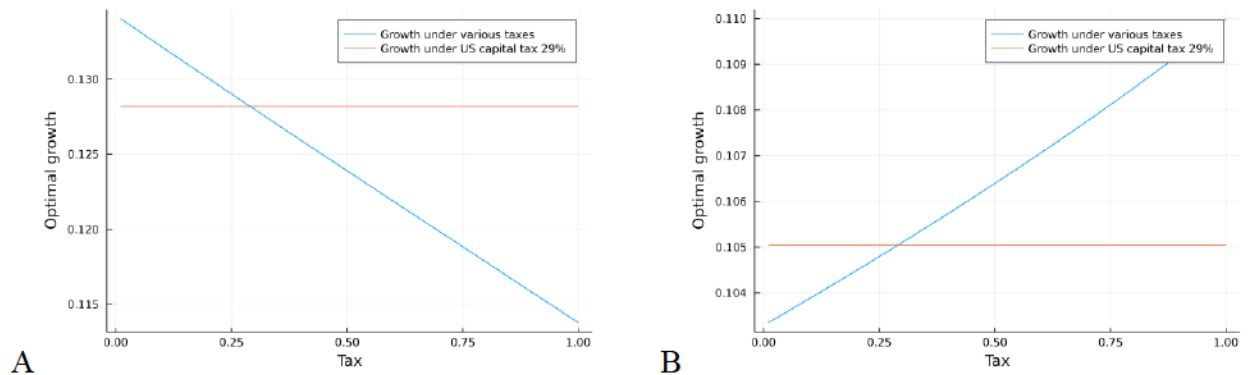 Growth under various taxes
Growth under US capital tax 29%
0.130
0.125
0.120
0.115
Optimal growth
0.00 0.25 0.50 0.75 1.00
Tax
A
0.110
Growth under various taxes
Growth under US capital tax 29%
0.109
0.108
0.107
0.106
0.105
0.104
Optimal growth
0.00 0.25 0.50 0.75 1.00
Tax
B